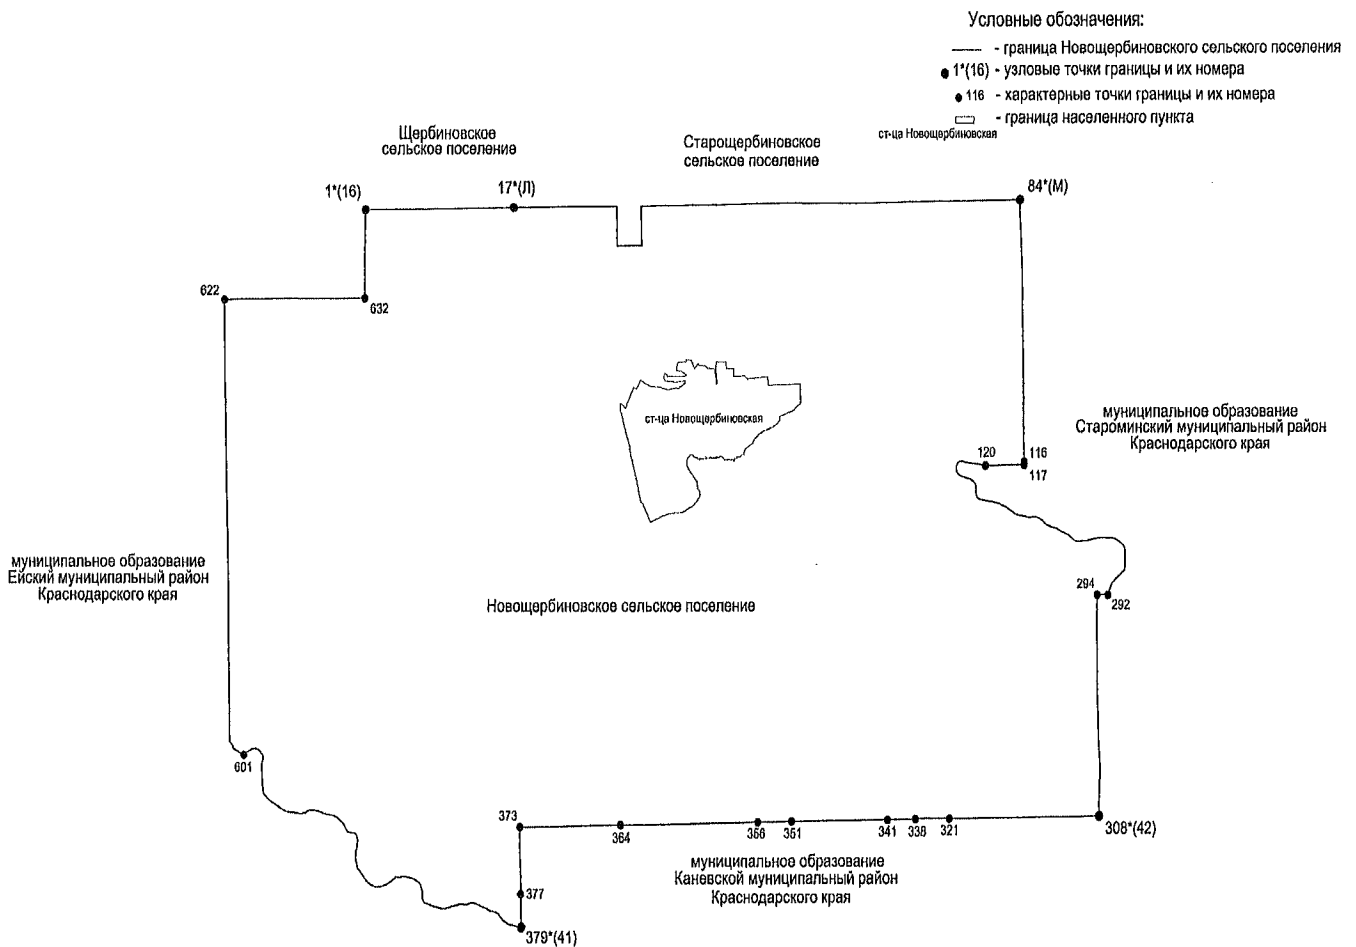 Условные обозначения:
- граница Новощербиновского сельского поселения
1*(16) - узловые точки границы и их номера
116 - характерные точки границы и их номера
- граница населенного пункта
ст-ца Новощербиновская
Щербиновское
сельское поселение
Старощербиновское
сельское поселение
1*(16)
17*(Л)
84*(М)
622
632
ст-ца Новощербиновская
муниципальное образование
Староминский муниципальный район
Краснодарского края
120
116
117
муниципальное образование
Ейский муниципальный район
Краснодарского края
294
292
Новощербиновское сельское поселение
601
373
364
356
351
341
338
321
308*(42)
муниципальное образование
Каневской муниципальный район
Краснодарского края
377
379*(41)